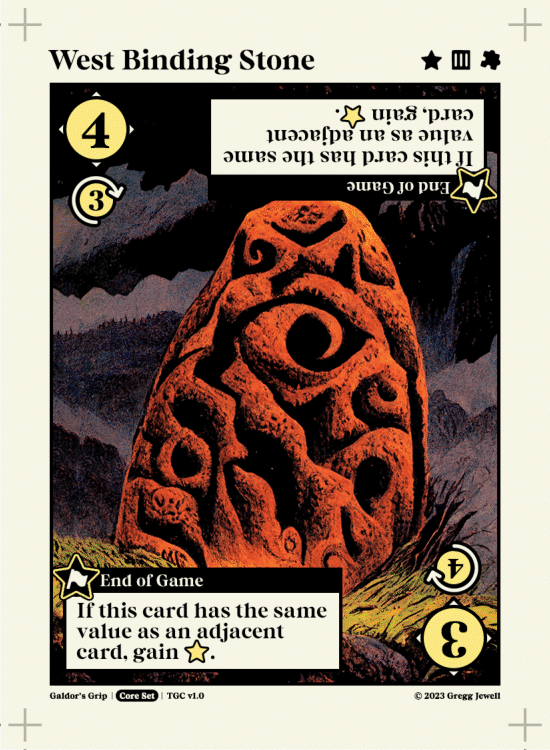 West Binding Stone
4
3
End of Game
If this card has the same
value as an adjacent
card, gain .
End of Game
If this card has the same
value as an adjacent
card, gain .
4
3
Galdor's Grip | Core Set | TGC v1.0
© 2023 Gregg Jewell